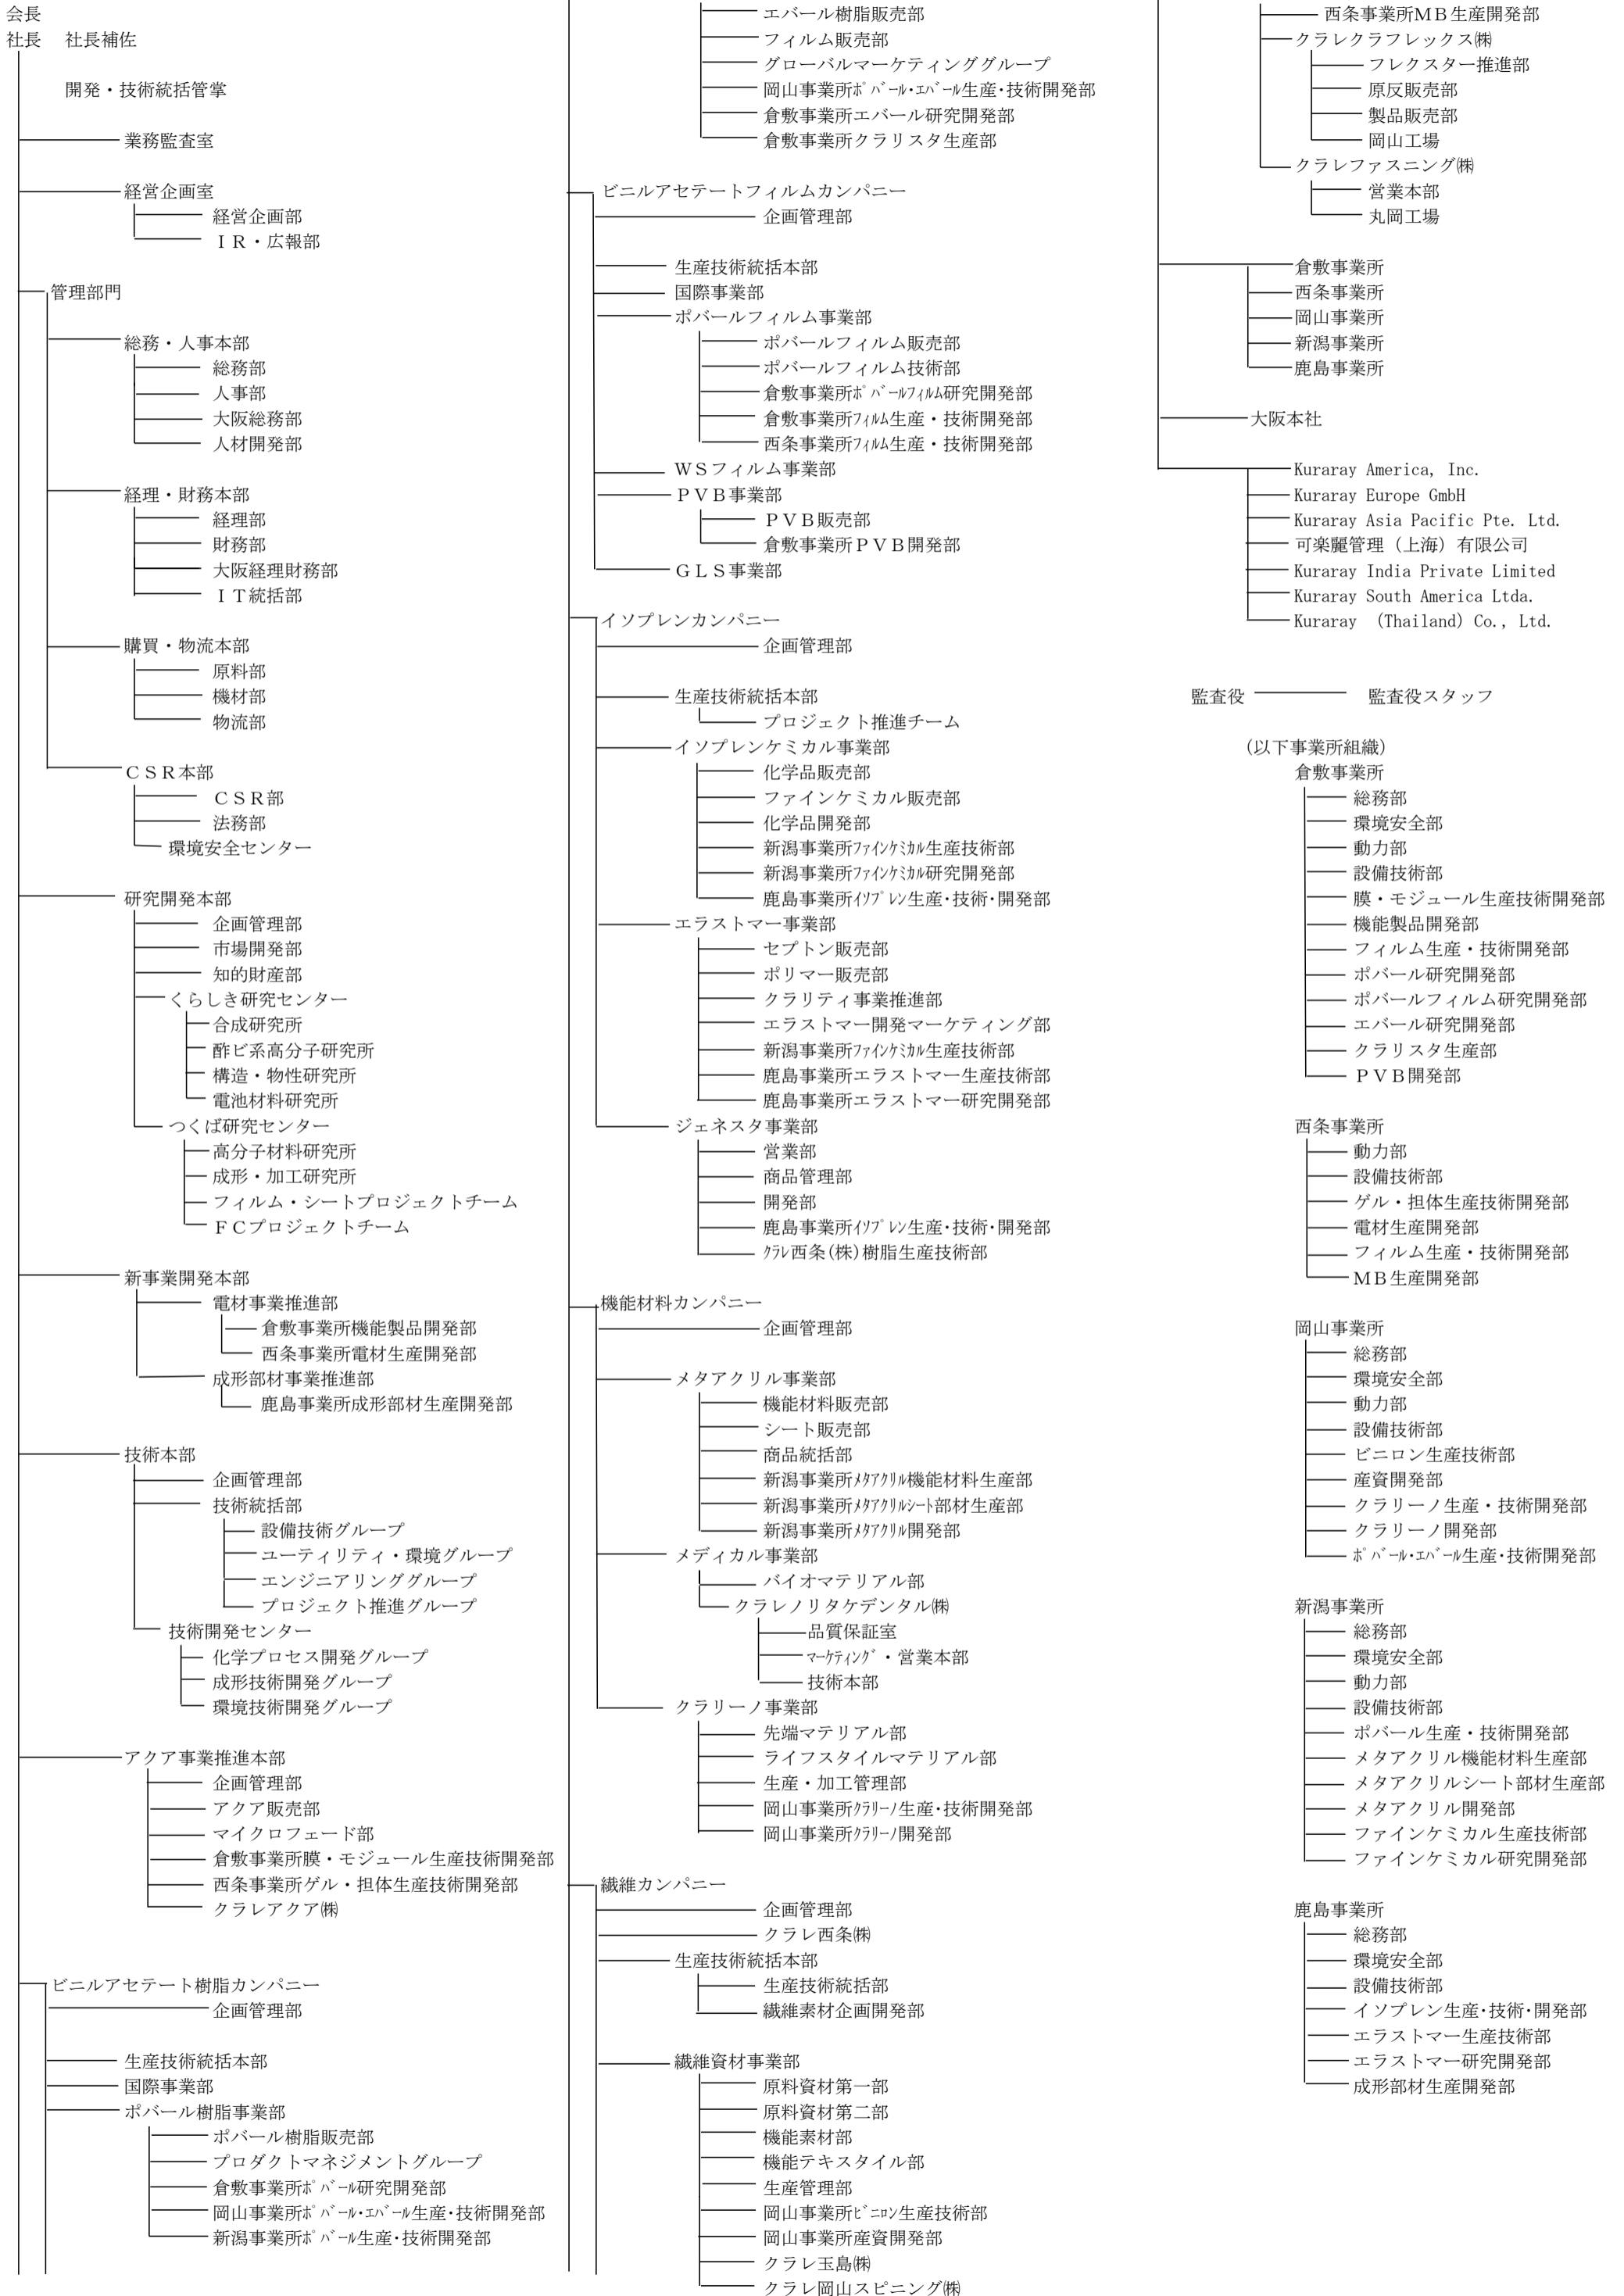 会長
社長　社長補佐
開発・技術統括管掌
業務監査室
経営企画室
経営企画部
ＩＲ・広報部
管理部門
総務・人事本部
総務部
人事部
大阪総務部
人材開発部
経理・財務本部
経理部
財務部
大阪経理財務部
ＩＴ統括部
購買・物流本部
原料部
機材部
物流部
ＣＳＲ本部
ＣＳＲ部
法務部
環境安全センター
研究開発本部
企画管理部
市場開発部
知的財産部
くらしき研究センター
合成研究所
酢ビ系高分子研究所
構造・物性研究所
電池材料研究所
つくば研究センター
高分子材料研究所
成形・加工研究所
フィルム・シートプロジェクトチーム
ＦＣプロジェクトチーム
新事業開発本部
電材事業推進部
倉敷事業所機能製品開発部
西条事業所電材生産開発部
成形部材事業推進部
鹿島事業所成形部材生産開発部
技術本部
企画管理部
技術統括部
設備技術グループ
ユーティリティ・環境グループ
エンジニアリンググループ
プロジェクト推進グループ
技術開発センター
化学プロセス開発グループ
成形技術開発グループ
環境技術開発グループ
アクア事業推進本部
企画管理部
アクア販売部
マイクロフェード部
倉敷事業所膜・モジュール生産技術開発部
西条事業所ゲル・担体生産技術開発部
クラレアクア㈱
ビニルアセテート樹脂カンパニー
企画管理部
生産技術統括本部
国際事業部
ポバール樹脂事業部
ポバール樹脂販売部
プロダクトマネジメントグループ
倉敷事業所ﾎﾟﾊﾞｰﾙ研究開発部
岡山事業所ﾎﾟﾊﾞｰﾙ･ｴﾊﾞｰﾙ生産･技術開発部
新潟事業所ﾎﾟﾊﾞｰﾙ生産･技術開発部
エバール樹脂販売部
フィルム販売部
グローバルマーケティンググループ
岡山事業所ﾎﾟﾊﾞｰﾙ･ｴﾊﾞｰﾙ生産･技術開発部
倉敷事業所エバール研究開発部
倉敷事業所クラリスタ生産部
ビニルアセテートフィルムカンパニー
企画管理部
生産技術統括本部
国際事業部
ポバールフィルム事業部
ポバールフィルム販売部
ポバールフィルム技術部
倉敷事業所ﾎﾟﾊﾞｰﾙﾌｨﾙﾑ研究開発部
倉敷事業所ﾌｨﾙﾑ生産・技術開発部
西条事業所ﾌｨﾙﾑ生産・技術開発部
ＷＳフィルム事業部
ＰＶＢ事業部
ＰＶＢ販売部
倉敷事業所ＰＶＢ開発部
ＧＬＳ事業部
イソプレンカンパニー
企画管理部
生産技術統括本部
プロジェクト推進チーム
イソプレンケミカル事業部
化学品販売部
ファインケミカル販売部
化学品開発部
新潟事業所ﾌｧｲﾝｹﾐｶﾙ生産技術部
新潟事業所ﾌｧｲﾝｹﾐｶﾙ研究開発部
鹿島事業所ｲｿﾌﾟﾚﾝ生産･技術･開発部
エラストマー事業部
セプトン販売部
ポリマー販売部
クラリティ事業推進部
エラストマー開発マーケティング部
新潟事業所ﾌｧｲﾝｹﾐｶﾙ生産技術部
鹿島事業所エラストマー生産技術部
鹿島事業所エラストマー研究開発部
ジェネスタ事業部
営業部
商品管理部
開発部
鹿島事業所ｲｿﾌﾟﾚﾝ生産･技術･開発部
ｸﾗﾚ西条(株)樹脂生産技術部
機能材料カンパニー
企画管理部
メタアクリル事業部
機能材料販売部
シート販売部
商品統括部
新潟事業所ﾒﾀｱｸﾘﾙ機能材料生産部
新潟事業所ﾒﾀｱｸﾘﾙｼｰﾄ部材生産部
新潟事業所ﾒﾀｱｸﾘﾙ開発部
メディカル事業部
バイオマテリアル部
クラレノリタケデンタル㈱
品質保証室
ﾏｰｹﾃｨﾝｸﾞ・営業本部
技術本部
クラリーノ事業部
先端マテリアル部
ライフスタイルマテリアル部
生産・加工管理部
岡山事業所ｸﾗﾘｰﾉ生産･技術開発部
岡山事業所ｸﾗﾘｰﾉ開発部
繊維カンパニー
企画管理部
クラレ西条㈱
生産技術統括本部
生産技術統括部
繊維素材企画開発部
繊維資材事業部
原料資材第一部
原料資材第二部
機能素材部
機能テキスタイル部
生産管理部
岡山事業所ﾋﾞﾆﾛﾝ生産技術部
岡山事業所産資開発部
クラレ玉島㈱
クラレ岡山スピニング㈱
西条事業所ＭＢ生産開発部
クラレクラフレックス㈱
フレクスター推進部
原反販売部
製品販売部
岡山工場
クラレファスニング㈱
営業本部
丸岡工場
倉敷事業所
西条事業所
岡山事業所
新潟事業所
鹿島事業所
大阪本社
Kuraray America, Inc.
Kuraray Europe GmbH
Kuraray Asia Pacific Pte. Ltd.
可楽麗管理（上海）有限公司
Kuraray India Private Limited
Kuraray South America Ltda.
Kuraray （Thailand）Co., Ltd.
監査役　監査役スタッフ
(以下事業所組織)
倉敷事業所
総務部
環境安全部
動力部
設備技術部
膜・モジュール生産技術開発部
機能製品開発部
フィルム生産・技術開発部
ポバール研究開発部
ポバールフィルム研究開発部
エバール研究開発部
クラリスタ生産部
ＰＶＢ開発部
西条事業所
動力部
設備技術部
ゲル・担体生産技術開発部
電材生産開発部
フィルム生産・技術開発部
ＭＢ生産開発部
岡山事業所
総務部
環境安全部
動力部
設備技術部
ビニロン生産技術部
産資開発部
クラリーノ生産・技術開発部
クラリーノ開発部
ﾎﾟﾊﾞｰﾙ･ｴﾊﾞｰﾙ生産･技術開発部
新潟事業所
総務部
環境安全部
動力部
設備技術部
ポバール生産・技術開発部
メタアクリル機能材料生産部
メタアクリルシート部材生産部
メタアクリル開発部
ファインケミカル生産技術部
ファインケミカル研究開発部
鹿島事業所
総務部
環境安全部
設備技術部
イソプレン生産･技術･開発部
エラストマー生産技術部
エラストマー研究開発部
成形部材生産開発部